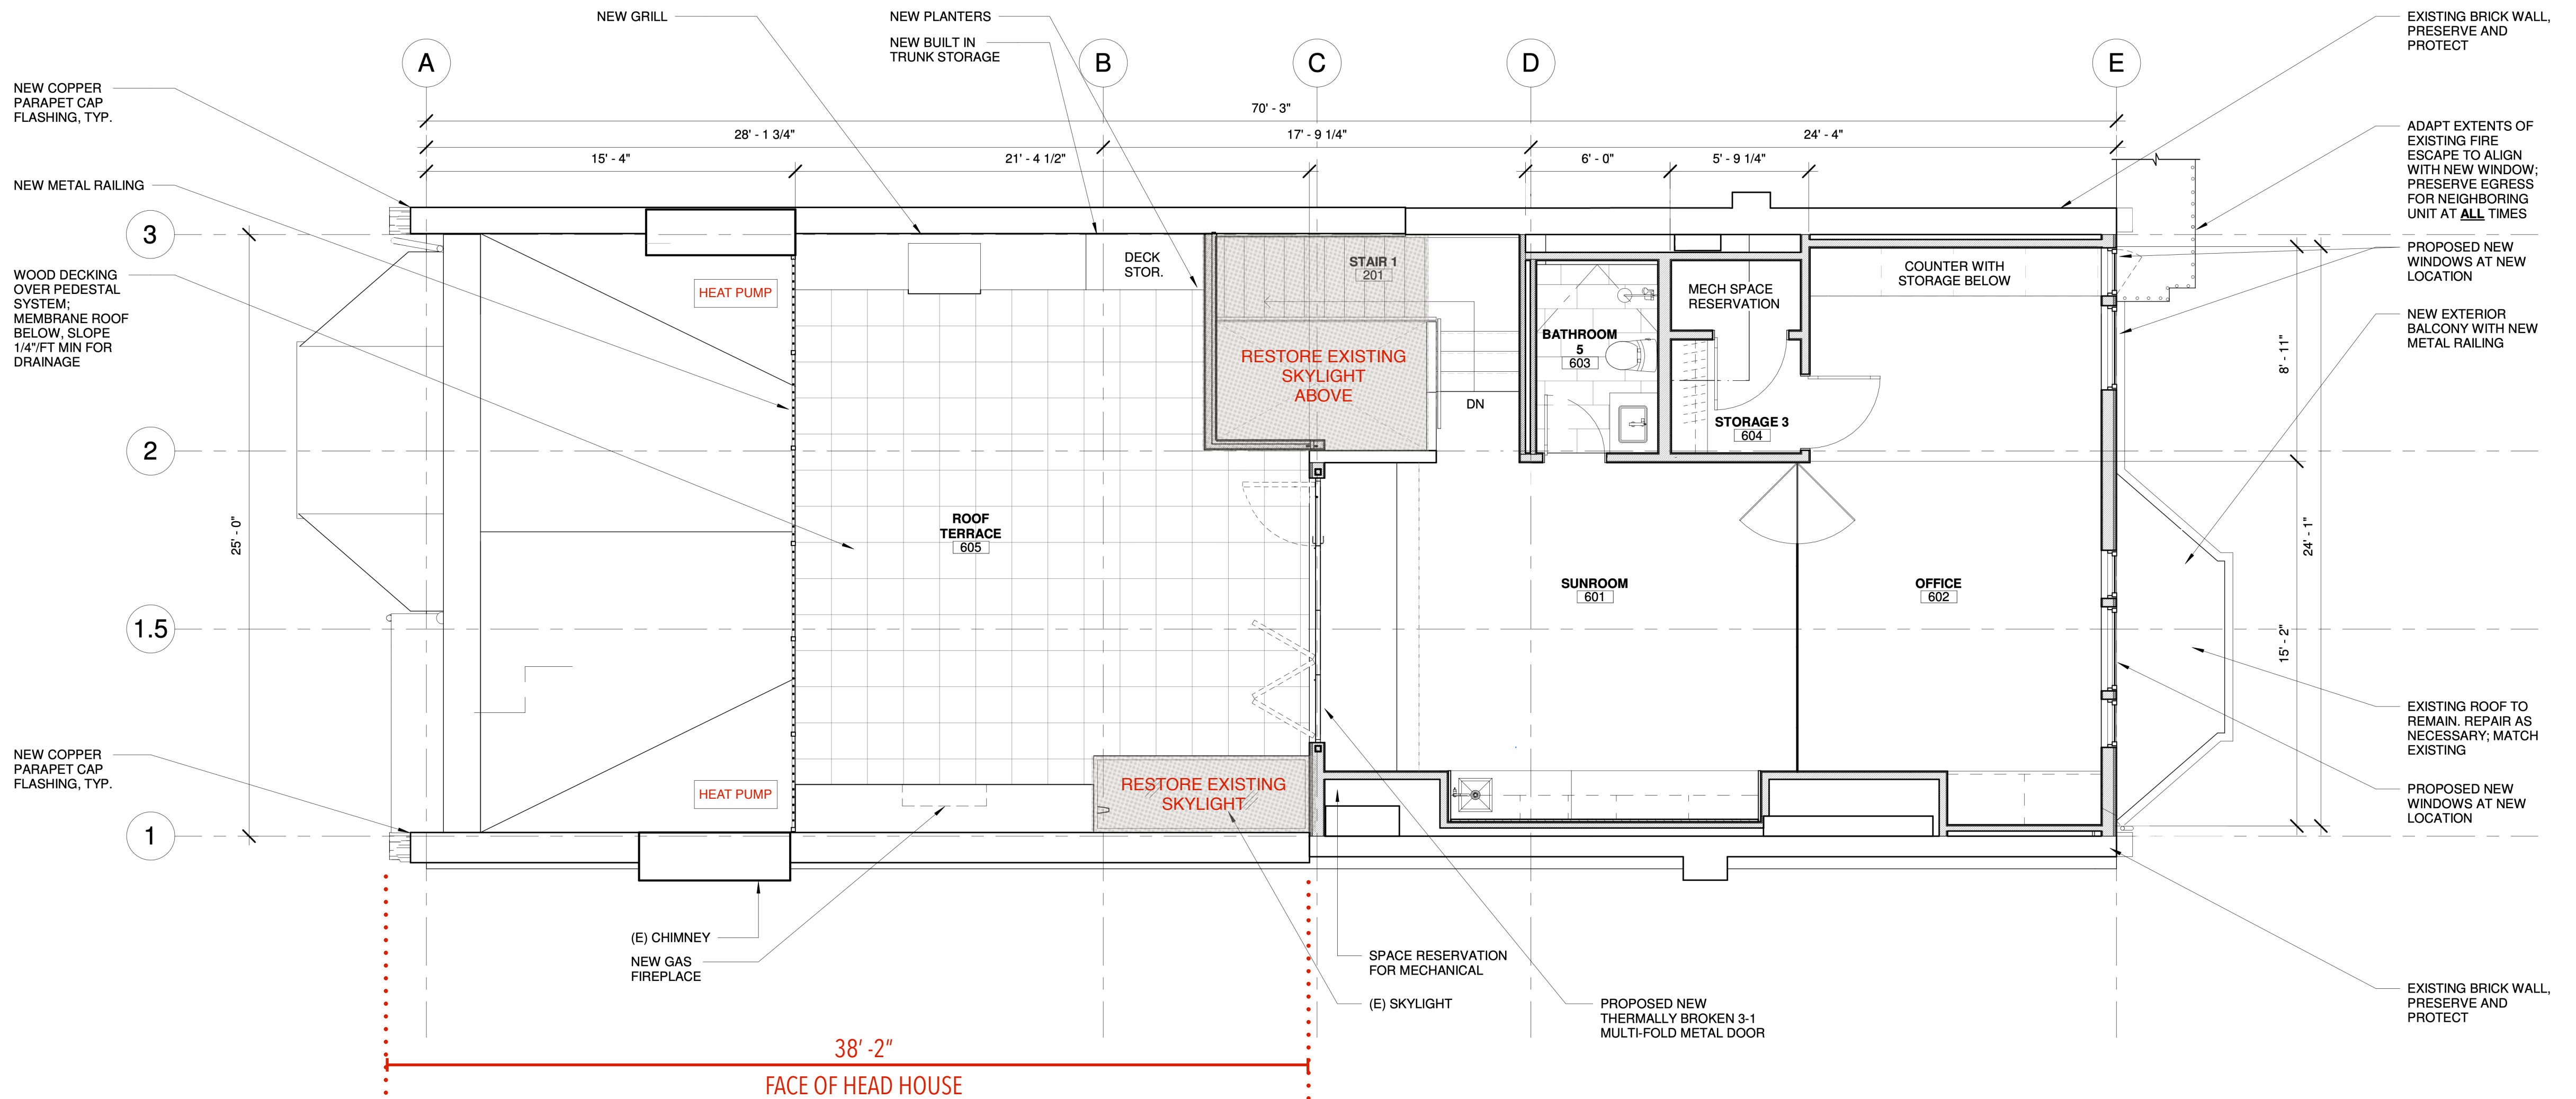 NEW GRILL
NEW PLANTERS
NEW BUILT IN
TRUNK STORAGE
EXISTING BRICK WALL,
PRESERVE AND
PROTECT
A
B
C
D
E
NEW COPPER
PARAPET CAP
FLASHING, TYP.
70' - 3"
28' - 1 3/4"
17' - 9 1/4"
24' - 4"
15' - 4"
21' - 4 1/2"
6' - 0"
5' - 9 1/4"
ADAPT EXTENTS OF
EXISTING FIRE
ESCAPE TO ALIGN
WITH NEW WINDOW;
PRESERVE EGRESS
FOR NEIGHBORING
UNIT AT ALL TIMES
NEW METAL RAILING
3
WOOD DECKING
OVER PEDESTAL
SYSTEM;
MEMBRANE ROOF
BELOW, SLOPE
1/4"/FT MIN FOR
DRAINAGE
HEAT PUMP
DECK
STOR.
STAIR 1
201
MECH SPACE
RESERVATION
COUNTER WITH
STORAGE BELOW
PROPOSED NEW
WINDOWS AT NEW
LOCATION
NEW EXTERIOR
BALCONY WITH NEW
METAL RAILING
RESTORE EXISTING
SKYLIGHT
ABOVE
BATHROOM
5
603
8' - 11"
DN
STORAGE 3
604
2
25' - 0"
ROOF
TERRACE
605
24' - 1"
SUNROOM
601
OFFICE
602
1.5
15' - 2"
EXISTING ROOF TO
REMAIN. REPAIR AS
NECESSARY; MATCH
EXISTING
NEW COPPER
PARAPET CAP
FLASHING, TYP.
HEAT PUMP
RESTORE EXISTING
SKYLIGHT
PROPOSED NEW
WINDOWS AT NEW
LOCATION
1
(E) CHIMNEY
NEW GAS
FIREPLACE
SPACE RESERVATION
FOR MECHANICAL
(E) SKYLIGHT
PROPOSED NEW
THERMALLY BROKEN 3-1
MULTI-FOLD METAL DOOR
EXISTING BRICK WALL,
PRESERVE AND
PROTECT
38' -2"
FACE OF HEAD HOUSE